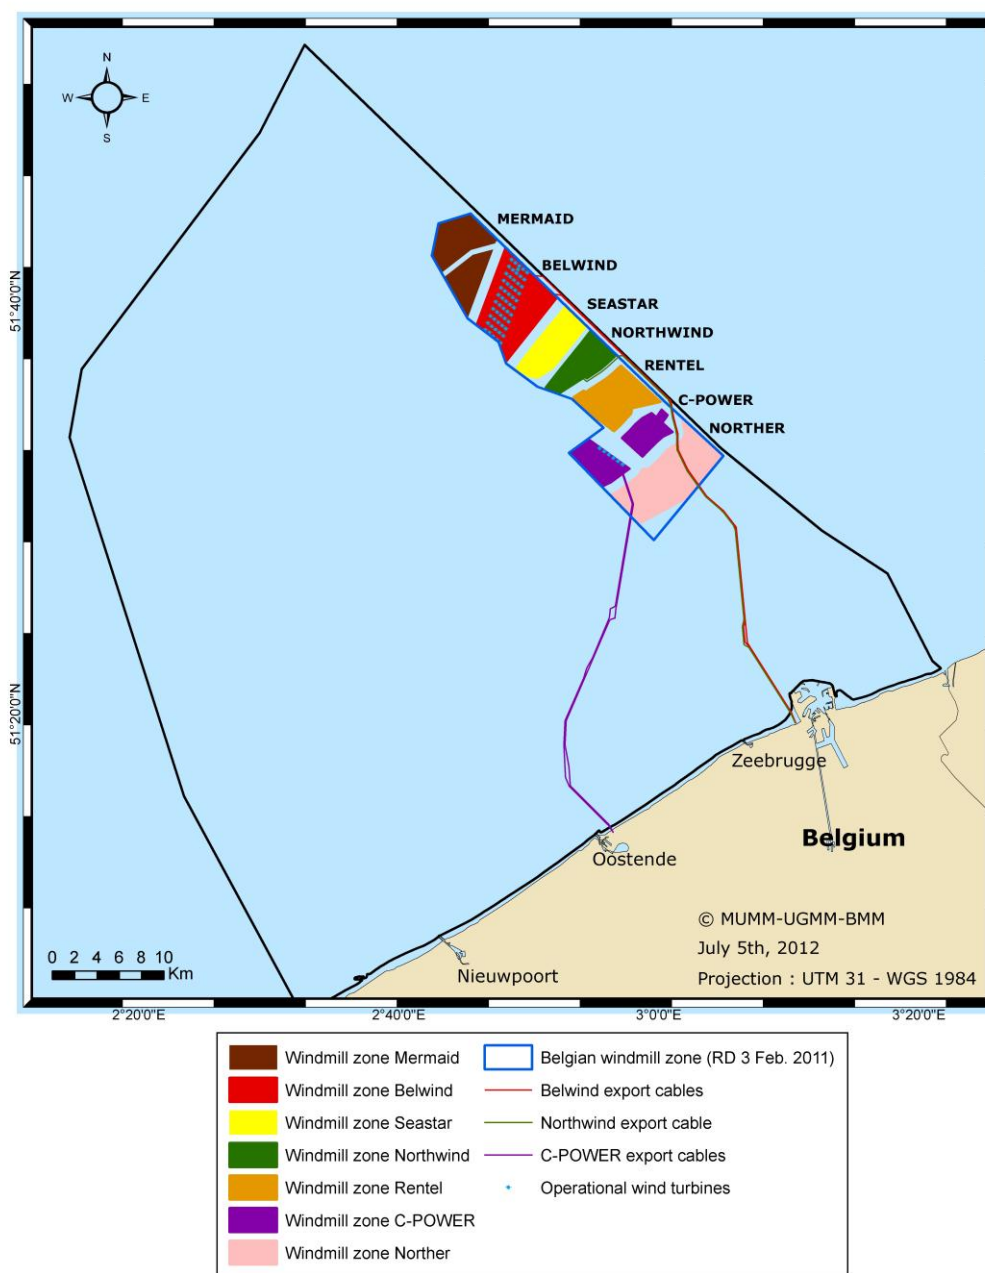 N
W E
S
MERMAID
BELWIND
SEASTAR
NORTHWIND
RENTEL
C-POWER
NORTHER
51°40'0"N
51°20'0"N
Zeebrugge
Belgium
Oostende
Nieuwpoort
© MUMM-UGMM-BMM
July 5th, 2012
Projection : UTM 31 - WGS 1984
0 2 4 6 8 10
Km
2°20'0"E 2°40'0"E 3°0'0"E 3°20'0"E
Windmill zone Mermaid
Windmill zone Belwind
Windmill zone Seastar
Windmill zone Northwind
Windmill zone Rentel
Windmill zone C-POWER
Windmill zone Norther
Belgian windmill zone (RD 3 Feb. 2011)
Belwind export cables
Northwind export cable
C-POWER export cables
Operational wind turbines